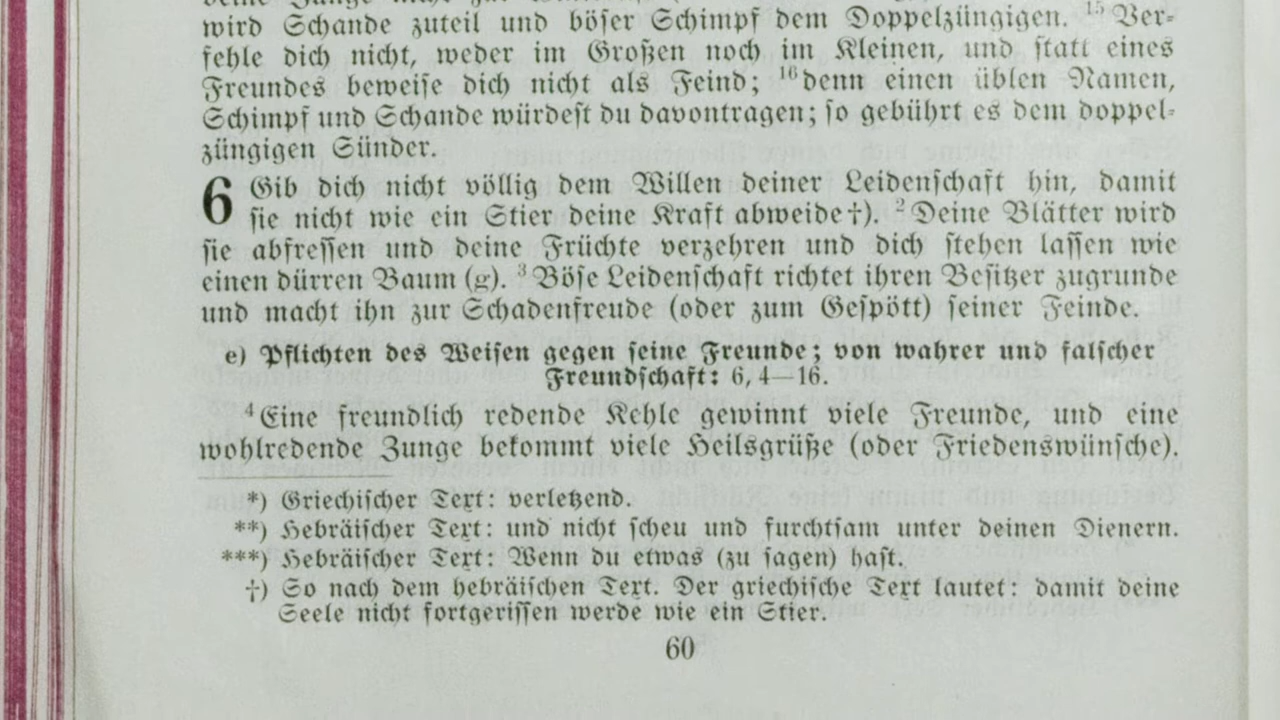 wird Schande zuteil und böser Schimpf dem Doppelzüngigen. 15 Ver-
fehle dich nicht, weder im Großen noch im Kleinen, und statt eines
Freundes beweise dich nicht als Feind; 16 denn einen üblen Namen,
Schimpf und Schande würdest du davontragen; so gebührt es dem doppel-
züngigen Sünder.
6 Gib dich nicht völlig dem Willen deiner Leidenschaft hin, damit
sie nicht wie ein Stier deine Kraft abweide†). 2 Deine Blätter wird
sie abfressen und deine Früchte verzehren und dich stehen lassen wie
einen dürren Baum (g). 3 Böse Leidenschaft richtet ihren Besitzer zugrunde
und macht ihn zur Schadenfreude (oder zum Gespött) seiner Feinde.
e) Pflichten des Weisen gegen seine Freunde; von wahrer und falscher
Freundschaft: 6, 4—16.
4 Eine freundlich redende Kehle gewinnt viele Freunde, und eine
wohlredende Zunge bekommt viele Heilsgrüße (oder Friedenswünsche).
*) Griechischer Text: verletzend.
**) Hebräischer Text: und nicht scheu und furchtsam unter deinen Dienern.
***) Hebräischer Text: Wenn du etwas (zu sagen) hast.
†) So nach dem hebräischen Text. Der griechische Text lautet: damit deine
Seele nicht fortgerissen werde wie ein Stier.
60